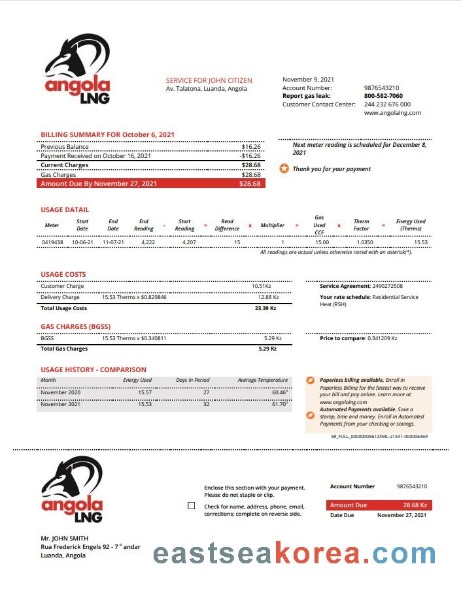 angola
LNG
SERVICE FOR JOHN CITIZEN
Av. Talatona, Luanda, Angola
November 9, 2021
Account Number: 9876543210
Report gas leak: 800-582-7060
Customer Contact Center: 244 232 676 000
www.angolalng.com
BILLING SUMMARY FOR October 6, 2021
Previous Balance $16.26
Payment Received on October 16, 2021 -$16.26
Current Charges $28.68
Gas Charges $28.68
Amount Due By November 27, 2021 $28.68
Next meter reading is scheduled for December 8,
2021
Thank you for your payment
USAGE DATAIL
Meter Start Date End Date End Reading - Start Reading = Read Difference x Multiplier = Gas Used CCF x Therm Factor = Energy Used (Therms)
0419438 10-06-21 11-07-21 4,222 4,207 15 1 15.00 1.0350 15.53
All readings are actual unless otherwise noted with an asterisk(*).
USAGE COSTS
Customer Charge 10.51Kz
Delivery Charge 15.53 Therms x $0.829846 12.88 Kz
Total Usage Costs 23.39 Kz
Service Agreement: 2490272508
Your rate schedule: Residential Service
Heat (RSH)
GAS CHARGES (BGSS)
BGSS 15.53 Therms x $0.340811 5.29 Kz
Total Gas Charges 5.29 Kz
Price to compare: 0.341209 Kz
USAGE HISTORY - COMPARISON
Month Energy Used Days in Period Average Temperature
November 2020 15.57 27 60.46°
November 2021 15.53 32 61.70°
Paperless billing available. Enroll in
Paperless Billing for the fastest way to receive
your bill and pay online. Learn more at
www.angolalng.com
Automated Payments available. Save a
stamp, time and money. Enroll in Automated
Payments from your checking or savings.
angola
LNG
Enclose this section with your payment.
Please do not staple or clip.
Check for name, address, phone, email,
corrections; complete on reverse side.
Account Number 9876543210
Amount Due 28.68 Kz
Date Due November 27, 2021
Mr. JOHN SMITH
Rua Frederick Engels 92 - 7° andar
Luanda, Angola
eastseakorea.com